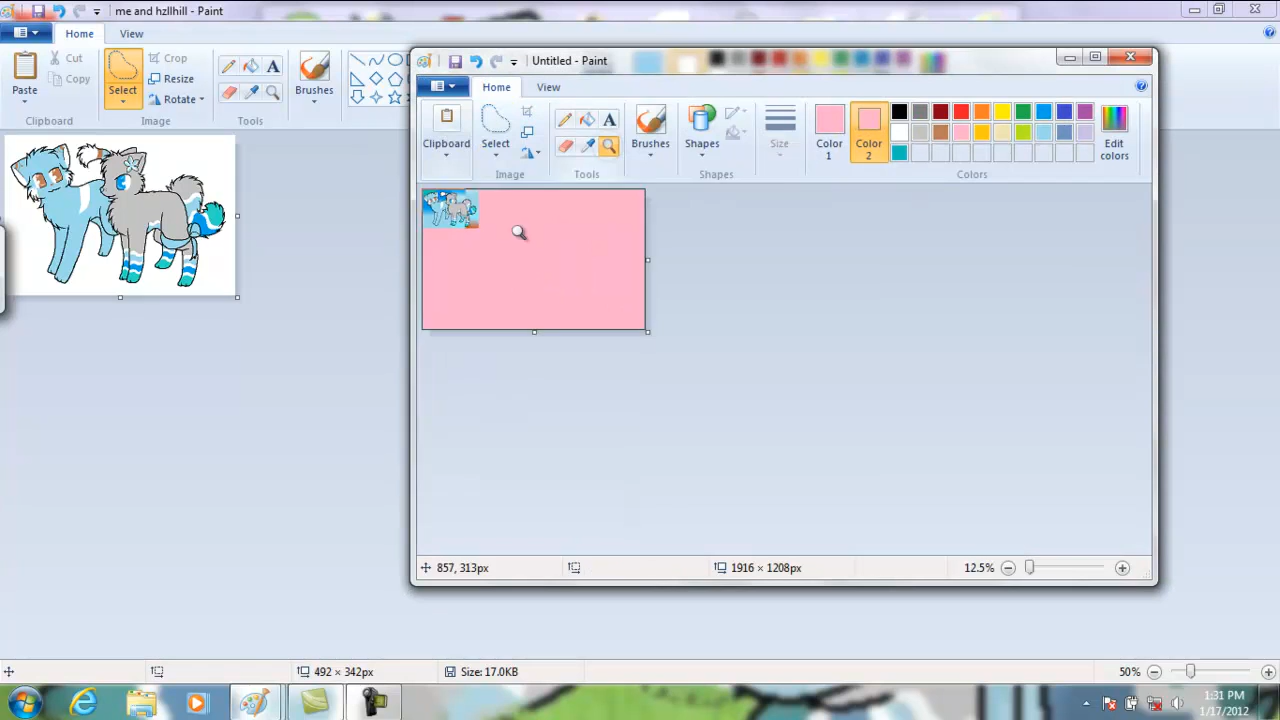 me and hzllhill - Paint
Home
View
Paste
Cut
Copy
Clipboard
Select
Crop
Resize
Rotate
Image
A
Tools
Brushes
Untitled - Paint
Home
View
Clipboard
Select
Image
A
Tools
Brushes
Shapes
Shapes
Size
Color
1
Color
2
Edit
colors
Colors
857, 313px
1916 × 1208px
12.5%
492 × 342px
Size: 17.0KB
50%
1:31 PM
1/17/2012